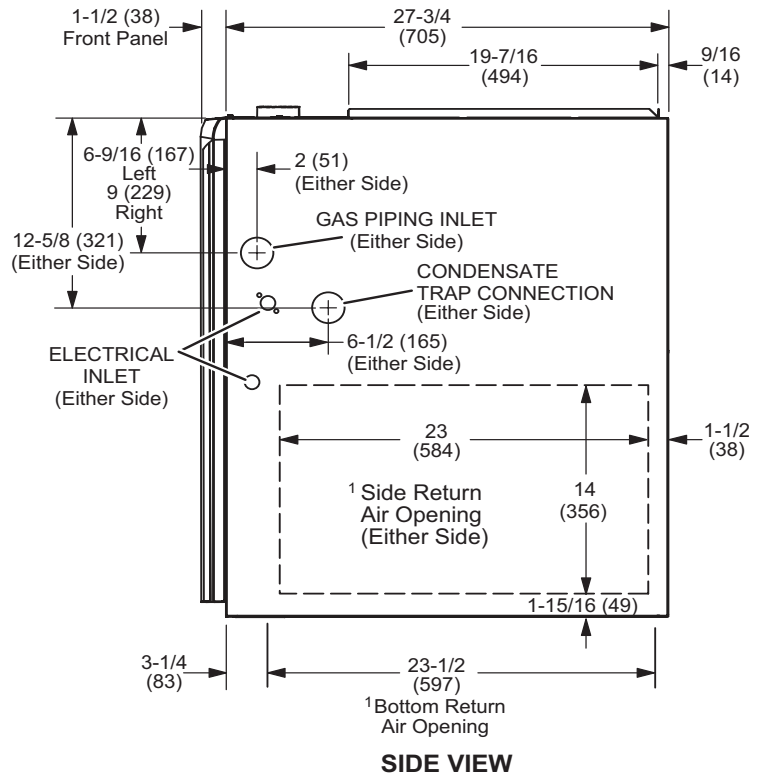 1-1/2 (38)
Front Panel
27-3/4
(705)
19-7/16
(494)
9/16
(14)
6-9/16 (167)
Left
9 (229)
Right
2 (51)
(Either Side)
12-5/8 (321)
(Either Side)
GAS PIPING INLET
(Either Side)
CONDENSATE
TRAP CONNECTION
(Either Side)
6-1/2 (165)
(Either Side)
ELECTRICAL
INLET
(Either Side)
23
(584)
1-1/2
(38)
1 Side Return
Air Opening
(Either Side)
14
(356)
1-15/16 (49)
3-1/4
(83)
23-1/2
(597)
1 Bottom Return
Air Opening
SIDE VIEW